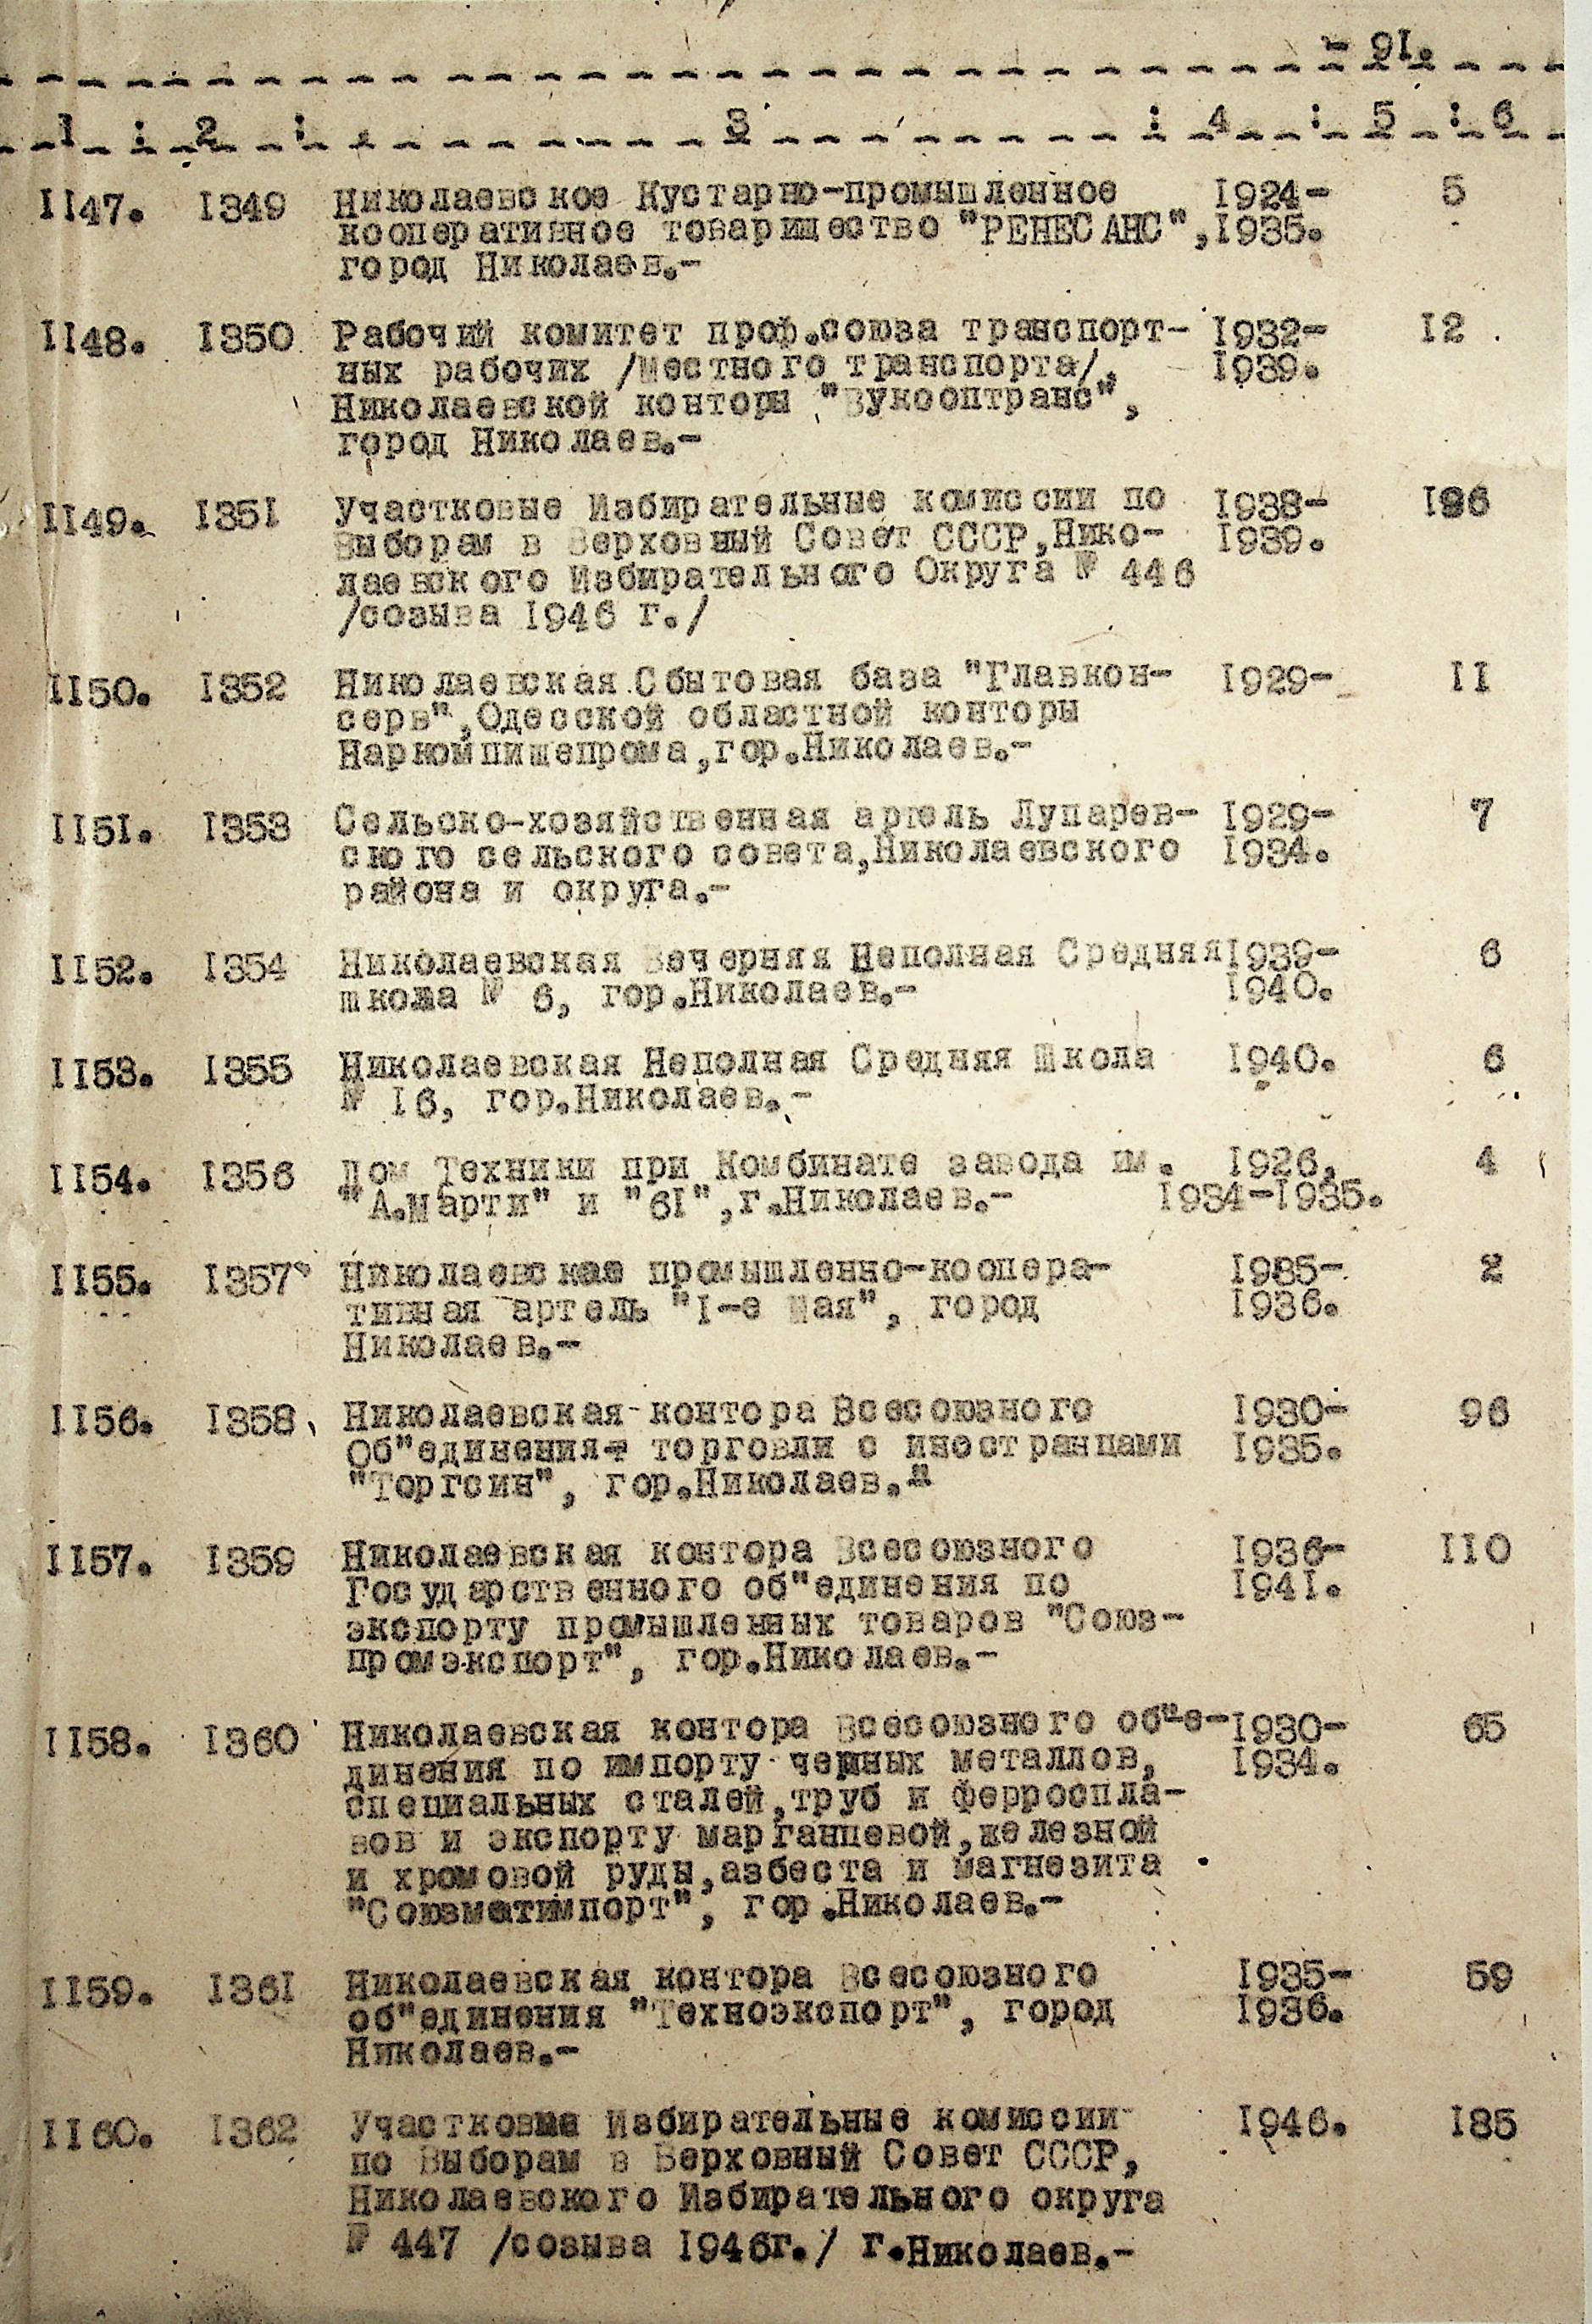 - 91.
1 : 2 : 3 : 4 : 5 : 6
1147. 1349 Николаевское Кустарно-промышленное 1924- 5
кооперативное товарищество "РЕНЕСАНС", 1935.
город Николаев.-
1148. 1350 Рабочий комитет проф.союза транспорт- 1932- 12
ных рабочих /местного транспорта/, 1939.
Николаевской конторы "Вукооптранс",
город Николаев.-
1149. 1351 Участковые Избирательные комиссии по 1938- 196
Выборам в Верховный Совет СССР,Нико- 1939.
лаевского Избирательного Округа № 446
/созыва 1946 г./
1150. 1352 Николаевская Сбытовая база "Главкон- 1929- 11
серв",Одесской областной конторы
Наркомпищепрома,гор.Николаев.-
1151. 1353 Сельско-хозяйственная артель Лупарев- 1929- 7
ского сельского совета,Николаевского 1934.
района и округа.-
1152. 1354 Николаевская Вечерняя Неполная Средняя 1939- 6
школа № 6, гор.Николаев.- 1940.
1153. 1355 Николаевская Неполная Средняя Школа 1940. 6
№ 16, гор.Николаев.-
1154. 1356 Дом Техники при Комбинате завода им. 1926, 4
"А.Марти" и "61",г.Николаев.- 1934-1935.
1155. 1357 Николаевская промышленно-коопера- 1935- 2
тивная артель "1-е Мая", город 1936.
Николаев.-
1156. 1358 Николаевская контора Всесоюзного 1930- 96
Об"единения торговли с иностранцами 1935.
"Торгсин", гор.Николаев.-
1157. 1359 Николаевская контора Всесоюзного 1936- 110
Государственного об"единения по 1941.
экспорту промышленных товаров "Союз-
промэкспорт", гор.Николаев.-
1158. 1360 Николаевская контора Всесоюзного об"е- 1930- 65
динения по импорту черных металлов, 1934.
специальных сталей,труб и ферроспла-
вов и экспорту марганцевой,железной
и хромовой руды,азбеста и магнезита
"Союзметимпорт", гор.Николаев.-
1159. 1361 Николаевская контора Всесоюзного 1935- 59
об"единения "Техноэкспорт", город 1936.
Николаев.-
1160. 1362 Участковые Избирательные комиссии 1946. 185
по Выборам в Верховный Совет СССР,
Николаевского Избирательного округа
№ 447 /созыва 1946г./ г.Николаев.-